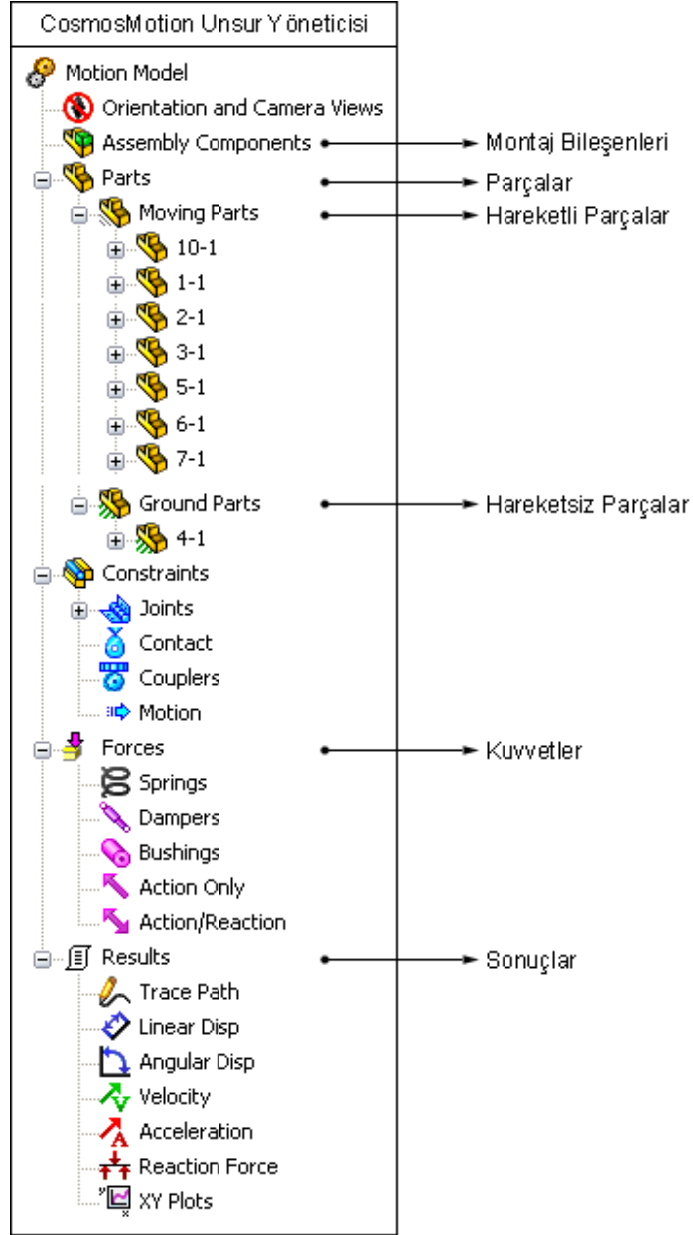 CosmosMotion Unsur Yöneticisi
Motion Model
Orientation and Camera Views
Assembly Components Montaj Bileşenleri
Parts Parçalar
Moving Parts Hareketli Parçalar
10-1
1-1
2-1
3-1
5-1
6-1
7-1
Ground Parts Hareketsiz Parçalar
4-1
Constraints
Joints
Contact
Couplers
Motion
Forces Kuvvetler
Springs
Dampers
Bushings
Action Only
Action/Reaction
Results Sonuçlar
Trace Path
Linear Disp
Angular Disp
Velocity
Acceleration
Reaction Force
XY Plots